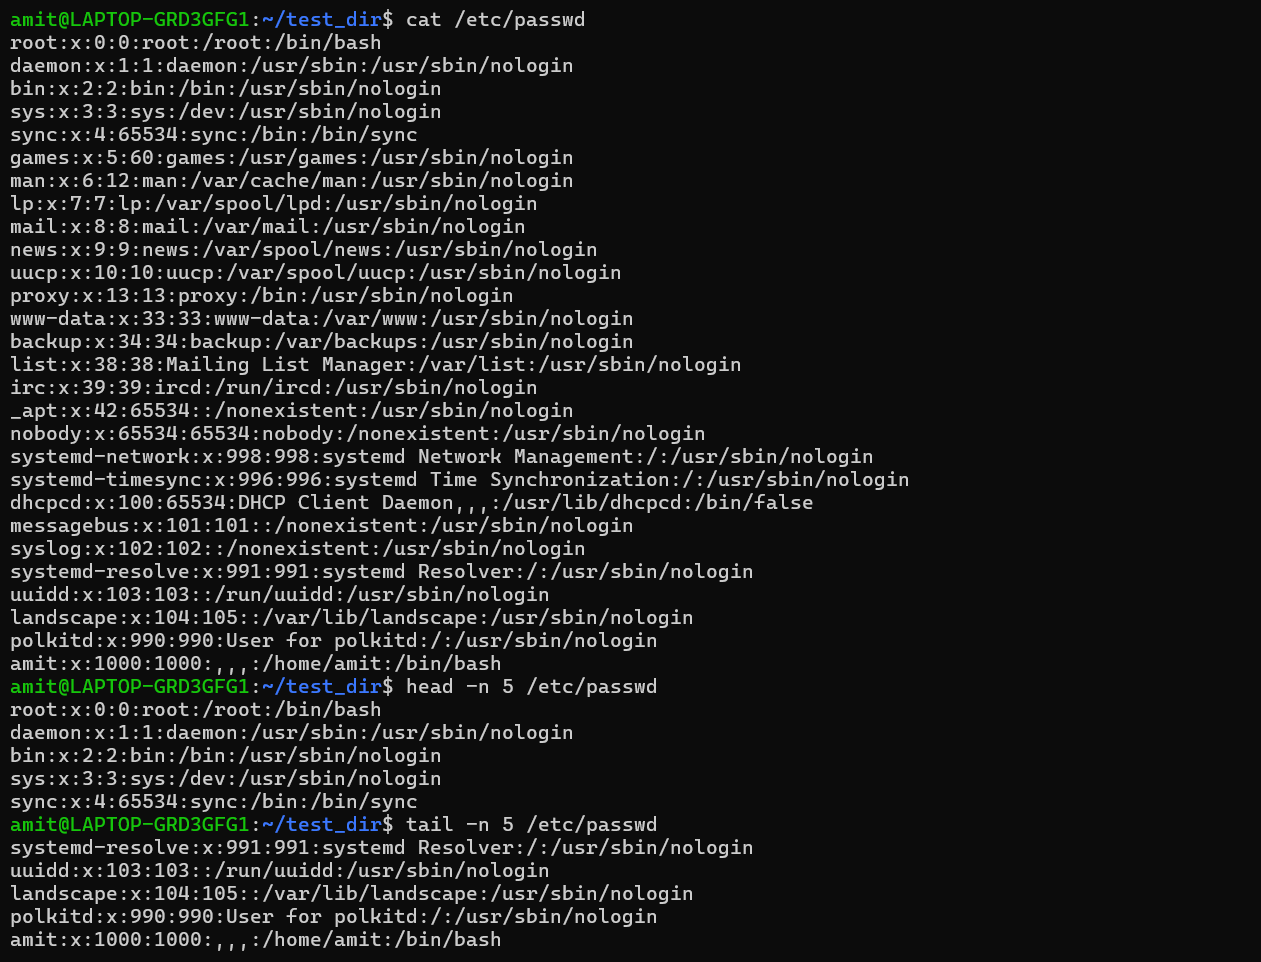 amit@LAPTOP-GRD3GFG1:~/test_dir$ cat /etc/passwd
root:x:0:0:root:/root:/bin/bash
daemon:x:1:1:daemon:/usr/sbin:/usr/sbin/nologin
bin:x:2:2:bin:/bin:/usr/sbin/nologin
sys:x:3:3:sys:/dev:/usr/sbin/nologin
sync:x:4:65534:sync:/bin:/bin/sync
games:x:5:60:games:/usr/games:/usr/sbin/nologin
man:x:6:12:man:/var/cache/man:/usr/sbin/nologin
lp:x:7:7:lp:/var/spool/lpd:/usr/sbin/nologin
mail:x:8:8:mail:/var/mail:/usr/sbin/nologin
news:x:9:9:news:/var/spool/news:/usr/sbin/nologin
uucp:x:10:10:uucp:/var/spool/uucp:/usr/sbin/nologin
proxy:x:13:13:proxy:/bin:/usr/sbin/nologin
www-data:x:33:33:www-data:/var/www:/usr/sbin/nologin
backup:x:34:34:backup:/var/backups:/usr/sbin/nologin
list:x:38:38:Mailing List Manager:/var/list:/usr/sbin/nologin
irc:x:39:39:ircd:/run/ircd:/usr/sbin/nologin
_apt:x:42:65534::/nonexistent:/usr/sbin/nologin
nobody:x:65534:65534:nobody:/nonexistent:/usr/sbin/nologin
systemd-network:x:998:998:systemd Network Management:/:/usr/sbin/nologin
systemd-timesync:x:996:996:systemd Time Synchronization:/:/usr/sbin/nologin
dhcpcd:x:100:65534:DHCP Client Daemon,,,:/usr/lib/dhcpcd:/bin/false
messagebus:x:101:101::/nonexistent:/usr/sbin/nologin
syslog:x:102:102::/nonexistent:/usr/sbin/nologin
systemd-resolve:x:991:991:systemd Resolver:/:/usr/sbin/nologin
uuidd:x:103:103::/run/uuidd:/usr/sbin/nologin
landscape:x:104:105::/var/lib/landscape:/usr/sbin/nologin
polkitd:x:990:990:User for polkitd:/:/usr/sbin/nologin
amit:x:1000:1000:,,,:/home/amit:/bin/bash
amit@LAPTOP-GRD3GFG1:~/test_dir$ head -n 5 /etc/passwd
root:x:0:0:root:/root:/bin/bash
daemon:x:1:1:daemon:/usr/sbin:/usr/sbin/nologin
bin:x:2:2:bin:/bin:/usr/sbin/nologin
sys:x:3:3:sys:/dev:/usr/sbin/nologin
sync:x:4:65534:sync:/bin:/bin/sync
amit@LAPTOP-GRD3GFG1:~/test_dir$ tail -n 5 /etc/passwd
systemd-resolve:x:991:991:systemd Resolver:/:/usr/sbin/nologin
uuidd:x:103:103::/run/uuidd:/usr/sbin/nologin
landscape:x:104:105::/var/lib/landscape:/usr/sbin/nologin
polkitd:x:990:990:User for polkitd:/:/usr/sbin/nologin
amit:x:1000:1000:,,,:/home/amit:/bin/bash